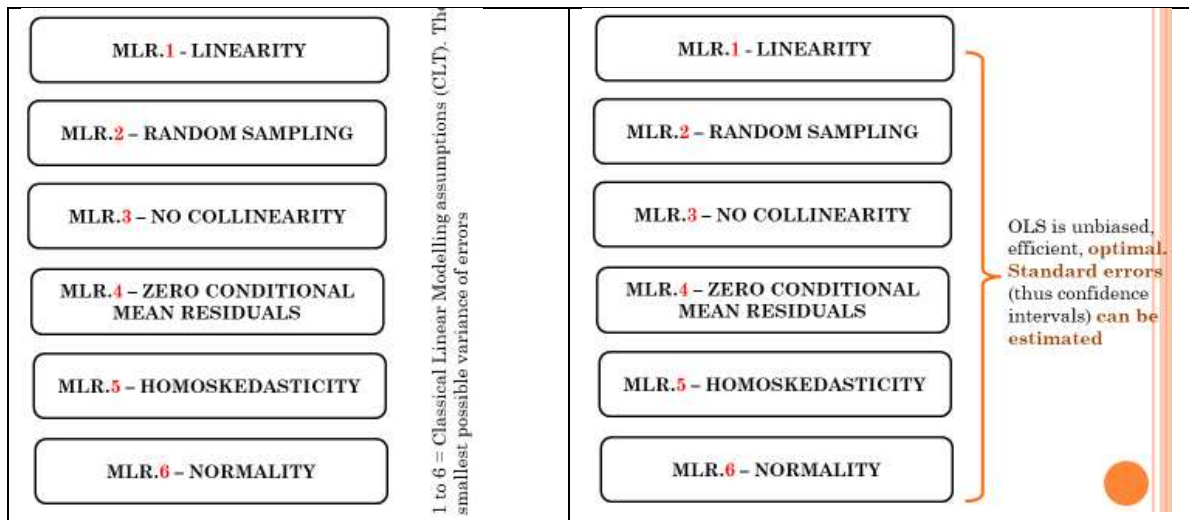 MLR.1 - LINEARITY
MLR.2 – RANDOM SAMPLING
MLR.3 – NO COLLINEARITY
MLR.4 – ZERO CONDITIONAL
MEAN RESIDUALS
MLR.5 – HOMOSKEDASTICITY
MLR.6 – NORMALITY
1 to 6 = Classical Linear Modelling assumptions (CLT). The
smallest possible variance of errors
MLR.1 - LINEARITY
MLR.2 – RANDOM SAMPLING
MLR.3 – NO COLLINEARITY
MLR.4 – ZERO CONDITIONAL
MEAN RESIDUALS
MLR.5 – HOMOSKEDASTICITY
MLR.6 – NORMALITY
OLS is unbiased,
efficient, optimal.
Standard errors
(thus confidence
intervals) can be
estimated